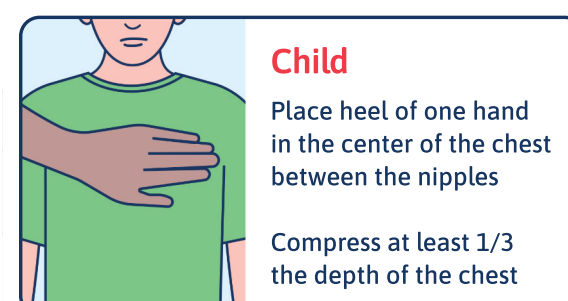 Child
Place heel of one hand
in the center of the chest
between the nipples
Compress at least 1/3
the depth of the chest